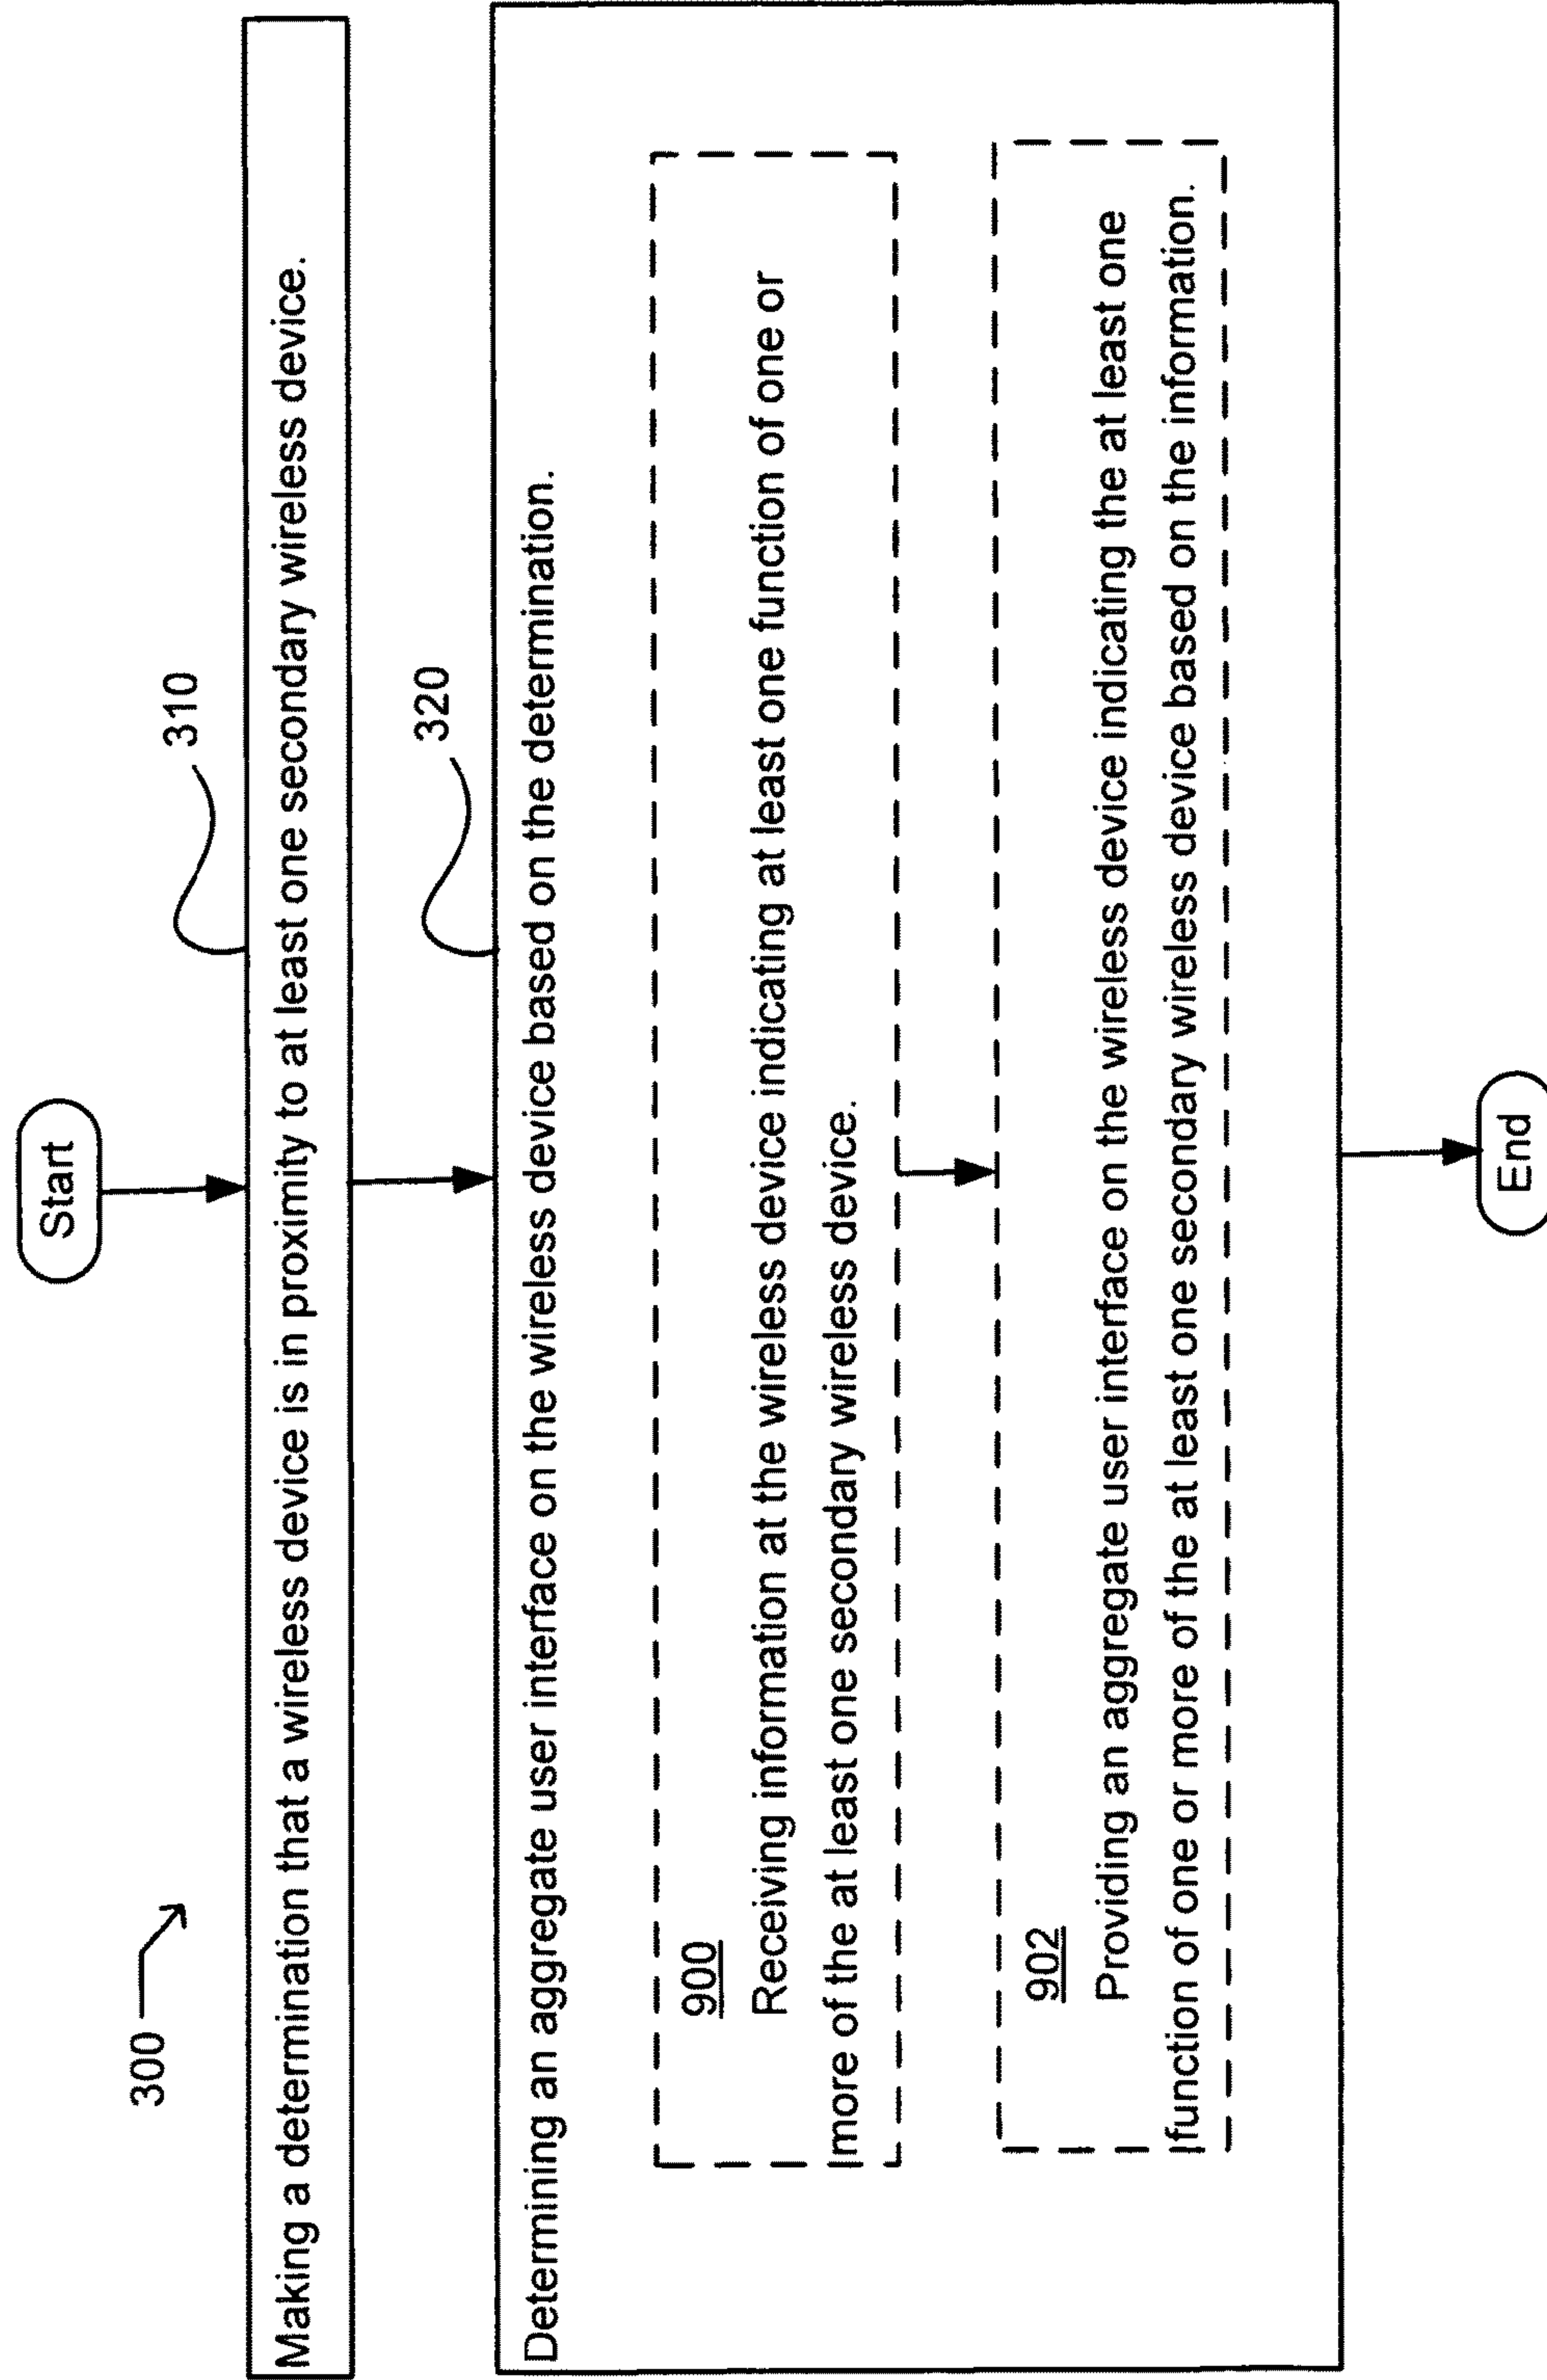 300
Start
310
Making a determination that a wireless device is in proximity to at least one secondary wireless device.
320
Determining an aggregate user interface on the wireless device based on the determination.
900
Receiving information at the wireless device indicating at least one function of one or
more of the at least one secondary wireless device.
902
Providing an aggregate user interface on the wireless device indicating the at least one
function of one or more of the at least one secondary wireless device based on the information.
End